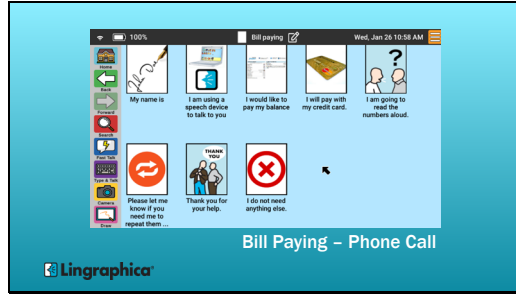 100%
Bill paying
Wed, Jan 26 10:58 AM
Home
Back
Forward
Search
Fast Talk
Type & Talk
Camera
Draw
My name is
I am using a
speech device
to talk to you
I would like to
pay my balance
I will pay with
my credit card.
?
I am going to
read the
numbers aloud.
Please let me
know if you
need me to
repeat them ...
THANK
YOU
Thank you for
your help.
I do not need
anything else.
Bill Paying – Phone Call
Lingraphica